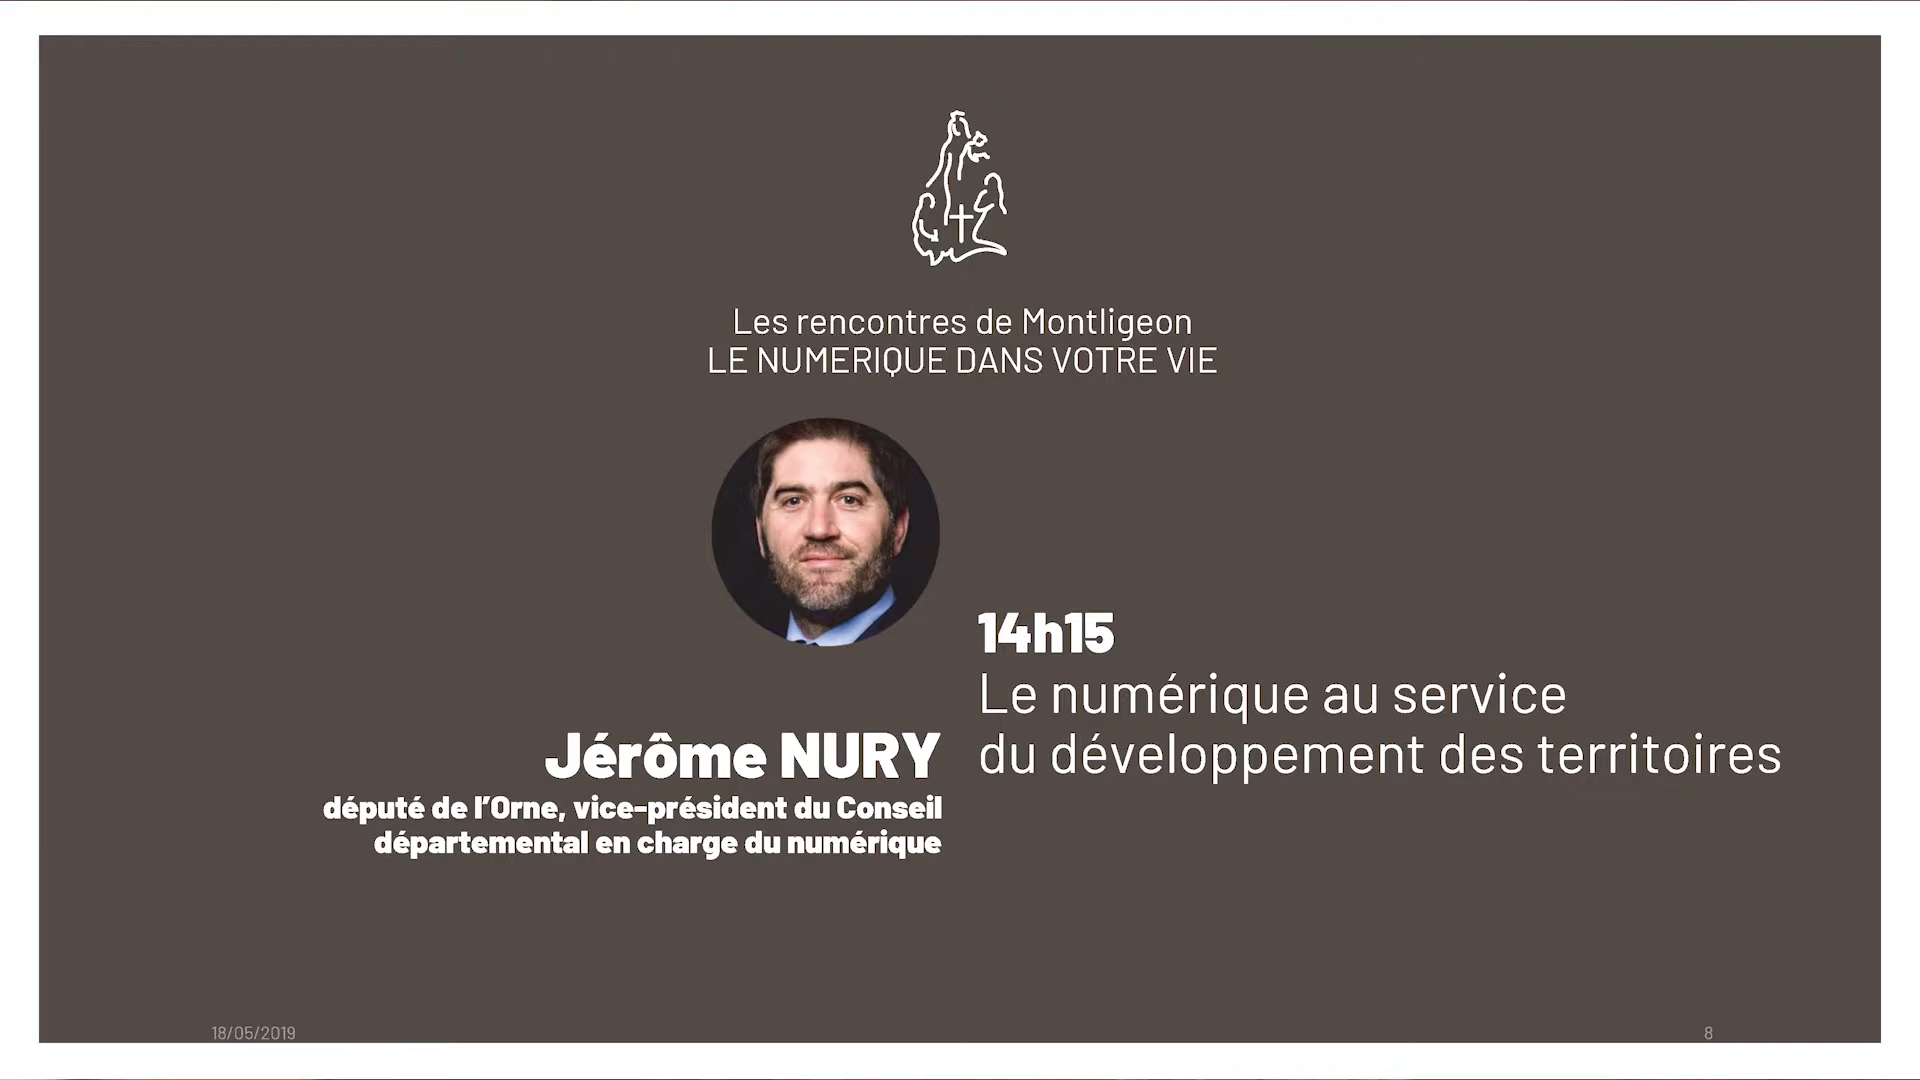 Les rencontres de Montligeon
LE NUMERIQUE DANS VOTRE VIE
14h15
Le numérique au service
du développement des territoires
Jérôme NURY
député de l’Orne, vice-président du Conseil
départemental en charge du numérique
18/05/2019
8